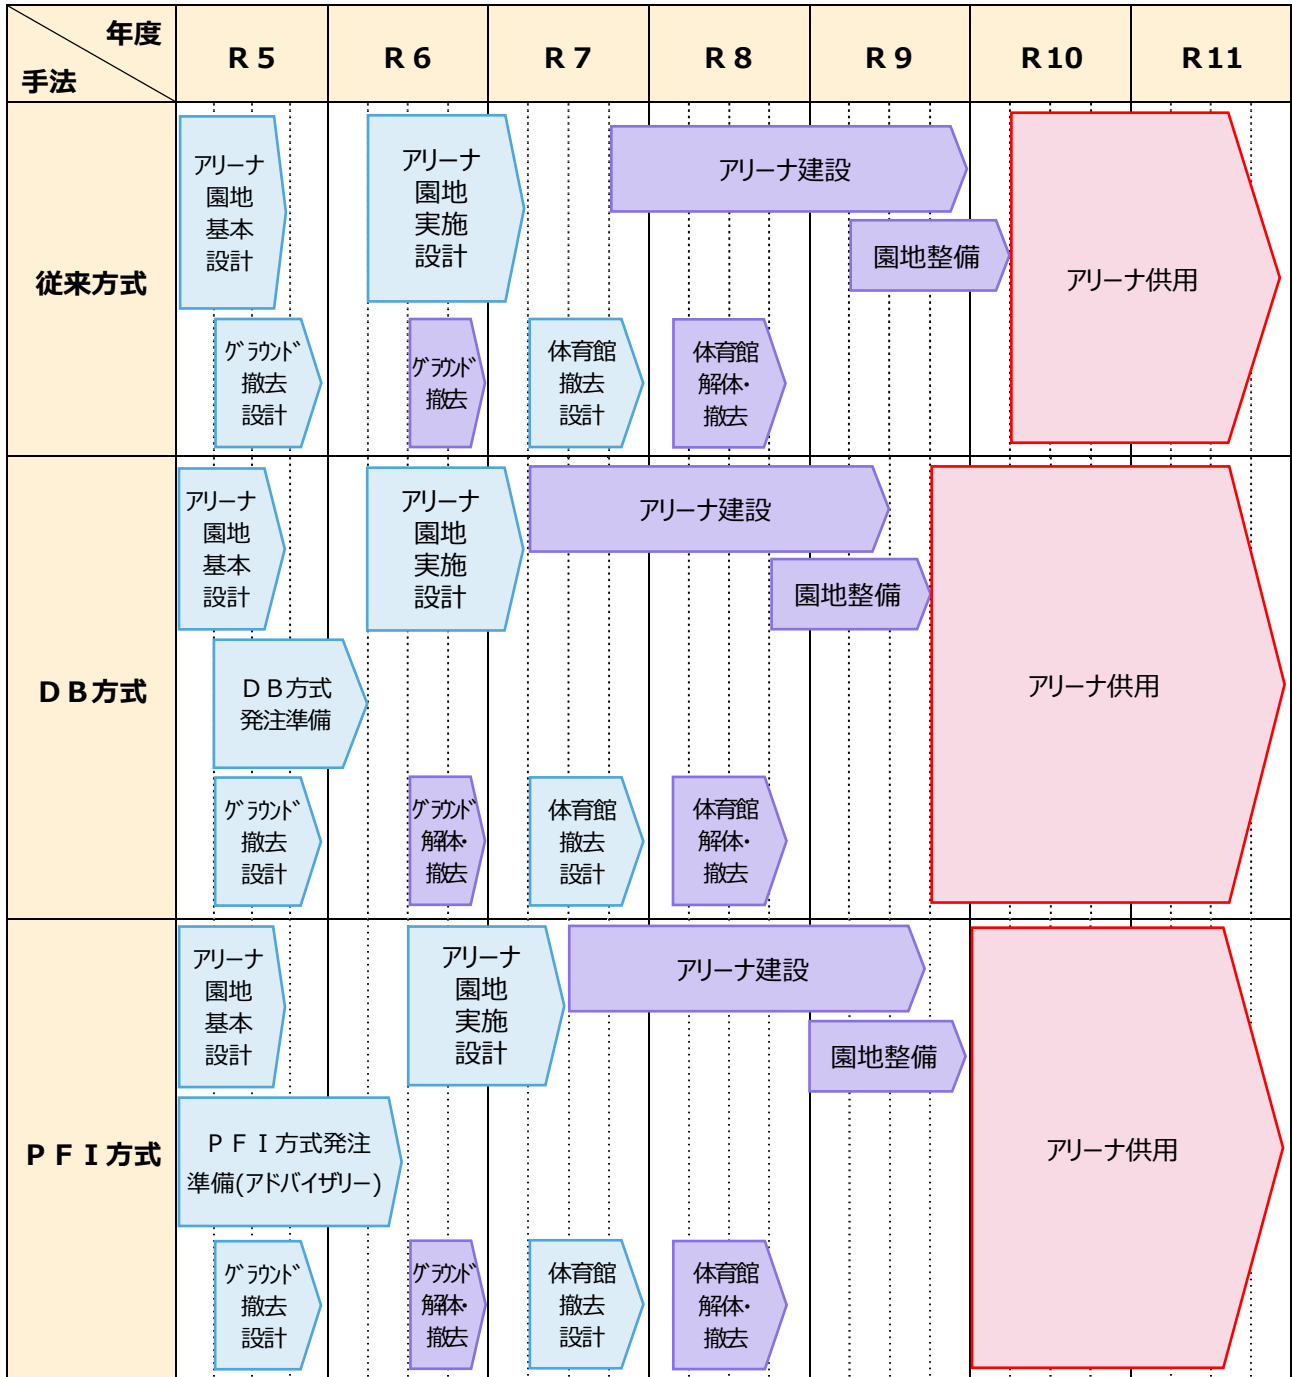 年度
手法
R 5
R 6
R 7
R 8
R 9
R 10
R 11
従来方式
アリーナ
園地
基本
設計
アリーナ
園地
実施
設計
アリーナ建設
園地整備
アリーナ供用
グラウンド
撤去
設計
グラウンド
撤去
体育館
撤去
設計
体育館
解体・
撤去
ＤＢ方式
アリーナ
園地
基本
設計
アリーナ
園地
実施
設計
アリーナ建設
園地整備
アリーナ供用
ＤＢ方式
発注準備
グラウンド
撤去
設計
グラウンド
解体・
撤去
体育館
撤去
設計
体育館
解体・
撤去
ＰＦＩ方式
アリーナ
園地
基本
設計
アリーナ
園地
実施
設計
アリーナ建設
園地整備
アリーナ供用
ＰＦＩ方式発注
準備(アドバイザリー)
グラウンド
撤去
設計
グラウンド
解体・
撤去
体育館
撤去
設計
体育館
解体・
撤去